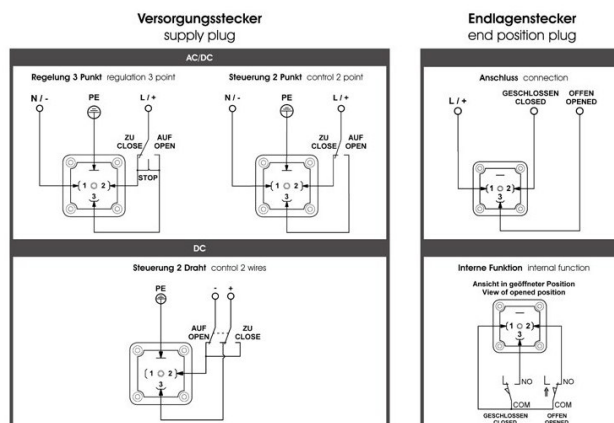 Versorgungsstecker
supply plug
AC/DC
Regelung 3 Punkt regulation 3 point
N / -
PE
L / +
ZU
CLOSE
AUF
OPEN
STOP
1 2
3
Steuerung 2 Punkt control 2 point
N / -
PE
L / +
ZU
CLOSE
AUF
OPEN
1 2
3
DC
Steuerung 2 Draht control 2 wires
PE
- +
AUF
OPEN
ZU
CLOSE
1 2
3
Endlagenstecker
end position plug
Anschluss connection
L / +
GESCHLOSSEN
CLOSED
OFFEN
OPENED
1 2
3
Interne Funktion internal function
Ansicht in geöffneter Position
View of opened position
1 2
3
NO NO
COM COM
GESCHLOSSEN
CLOSED
OFFEN
OPENED